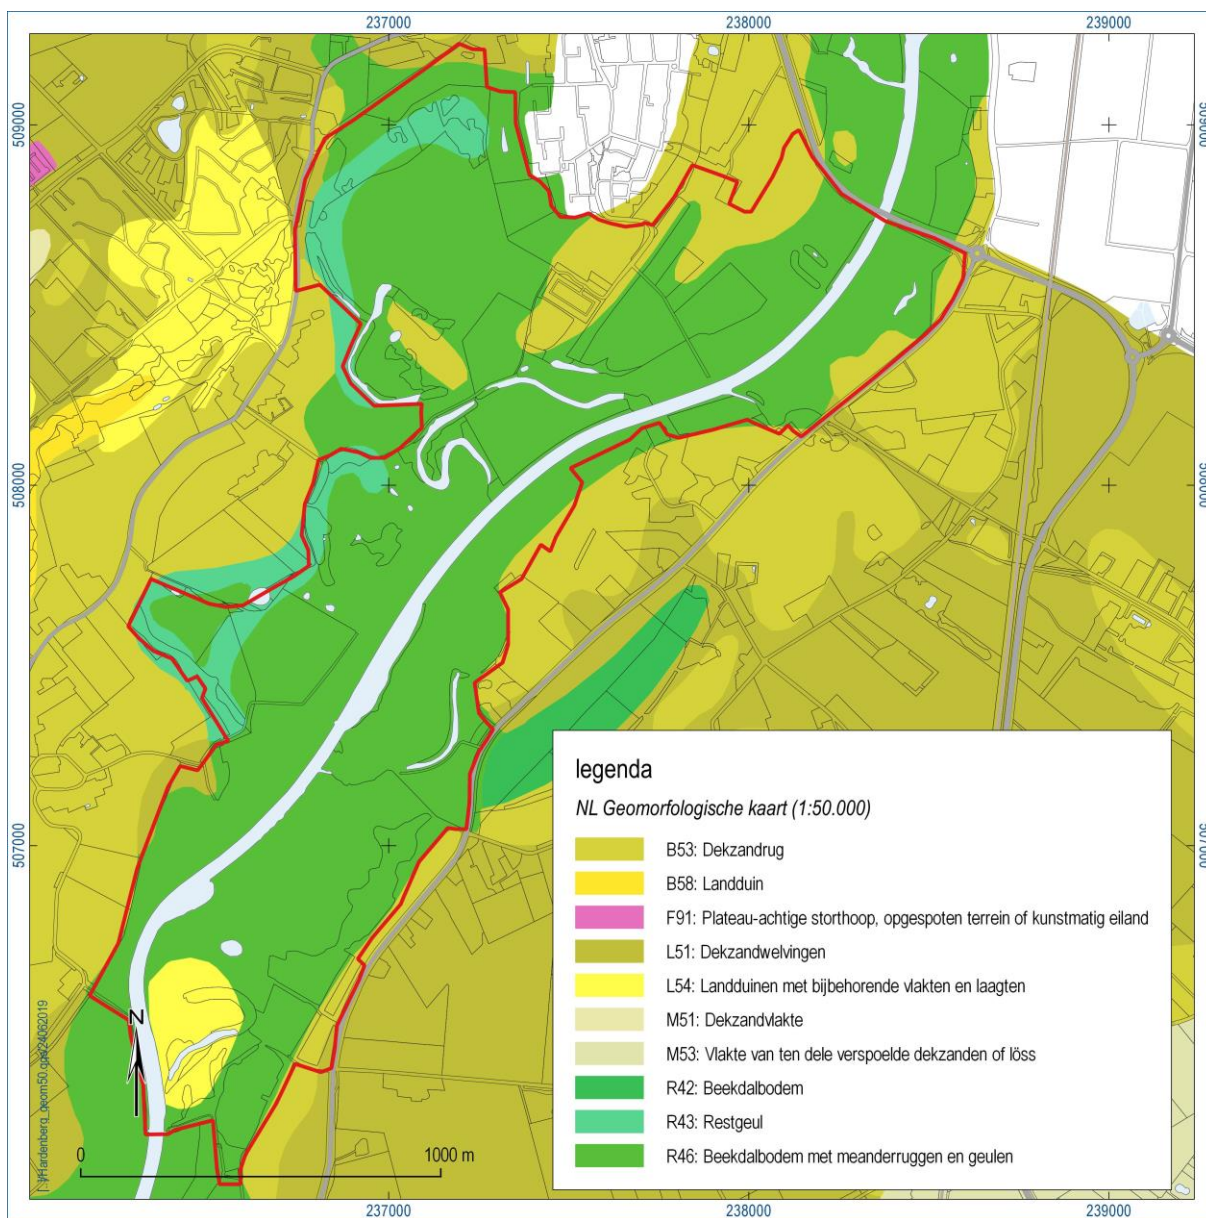 237000 238000 239000
509000
509000
508000
508000
507000
507000
legenda
NL Geomorfologische kaart (1:50.000)
B53: Dekzandrug
B58: Landduin
F91: Plateau-achtige storthoop, opgespoten terrein of kunstmatig eiland
L51: Dekzandwelvingen
L54: Landduinen met bijbehorende vlakten en laagten
M51: Dekzandvlakte
M53: Vlakte van ten dele verspoelde dekzanden of löss
R42: Beekdalbodem
R43: Restgeul
R46: Beekdalbodem met meanderruggen en geulen
N
0 1000 m
237000 238000 239000